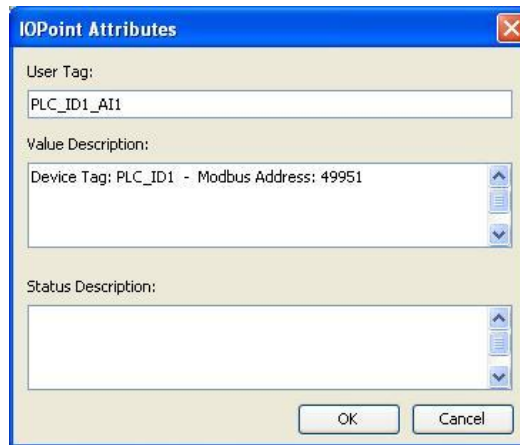 IOPoint Attributes
User Tag:
PLC_ID1_AI1
Value Description:
Device Tag: PLC_ID1 - Modbus Address: 49951
Status Description:
OK
Cancel